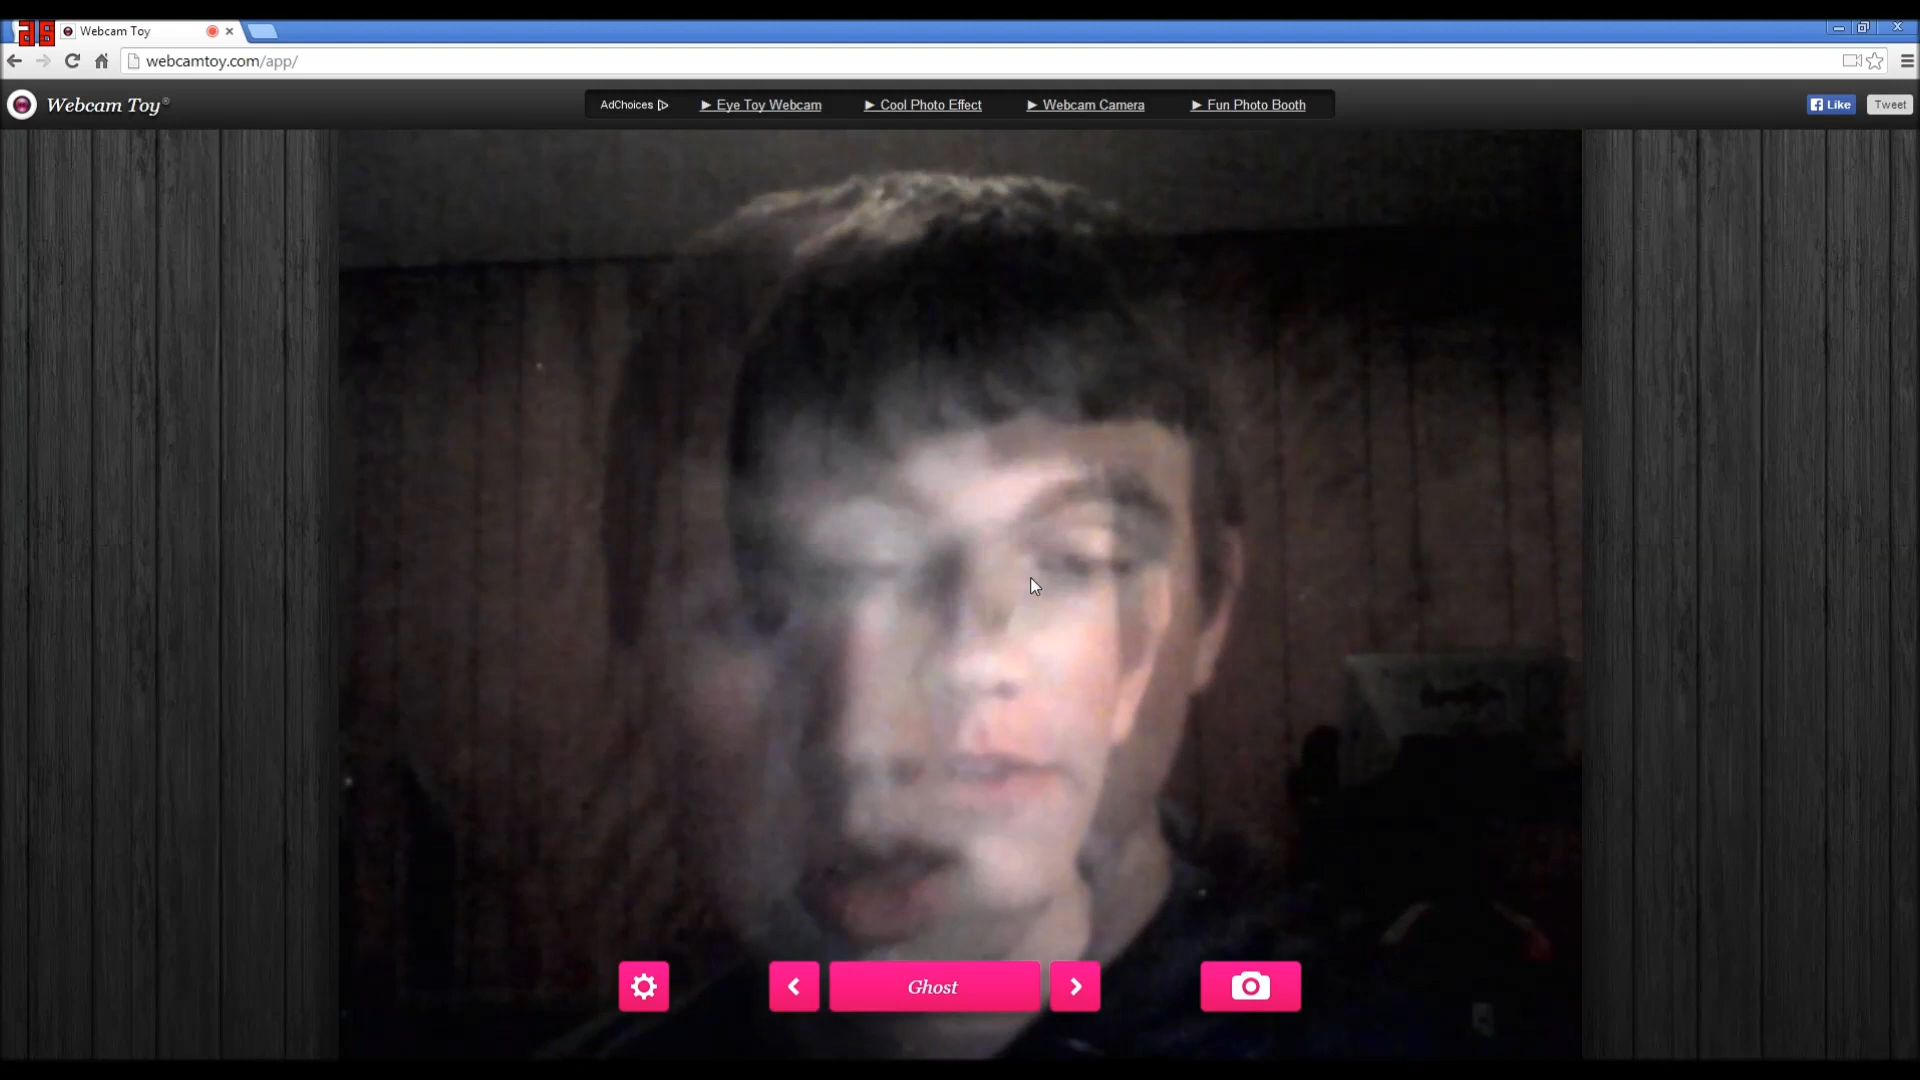 28
Webcam Toy
webcamtoy.com/app/
Webcam Toy®
AdChoices
Eye Toy Webcam
Cool Photo Effect
Webcam Camera
Fun Photo Booth
Like
Tweet
Ghost